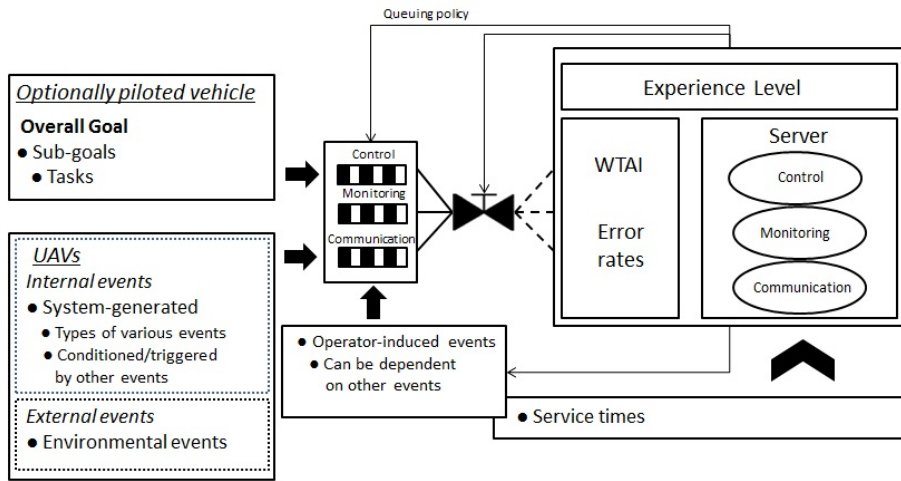 Queuing policy
Optionally piloted vehicle
Overall Goal
● Sub-goals
● Tasks
UAVs
Internal events
● System-generated
● Types of various events
● Conditioned/triggered
by other events
External events
● Environmental events
Control
Monitoring
Communication
● Operator-induced events
● Can be dependent
on other events
Experience Level
WTAI
Error
rates
Server
Control
Monitoring
Communication
● Service times